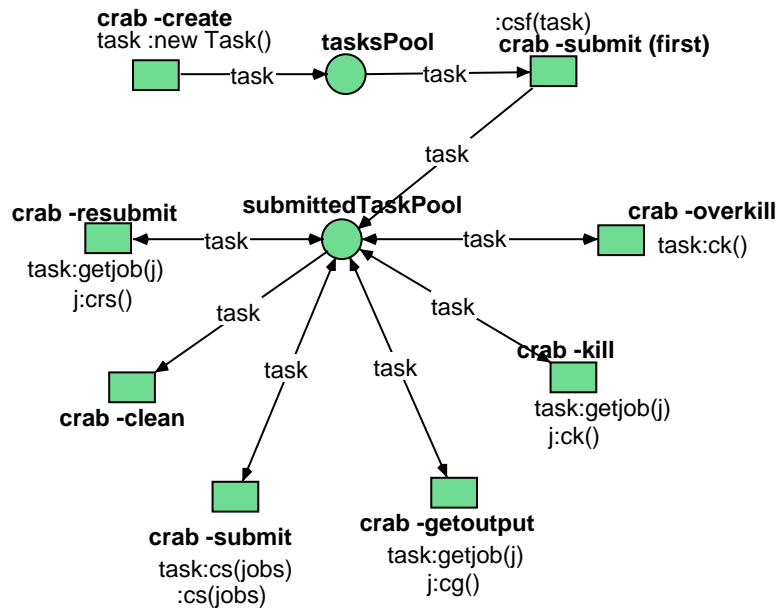 crab -create
task :new Task()
task
tasksPool
task
:csf(task)
crab -submit (first)
task
submittedTaskPool
crab -resubmit
task
task:getjob(j)
j:crs()
task
crab -overkill
task:ck()
task
crab -clean
task
crab -kill
task:getjob(j)
j:ck()
task
task
crab -submit
task:cs(jobs)
:cs(jobs)
crab -getoutput
task:getjob(j)
j:cg()